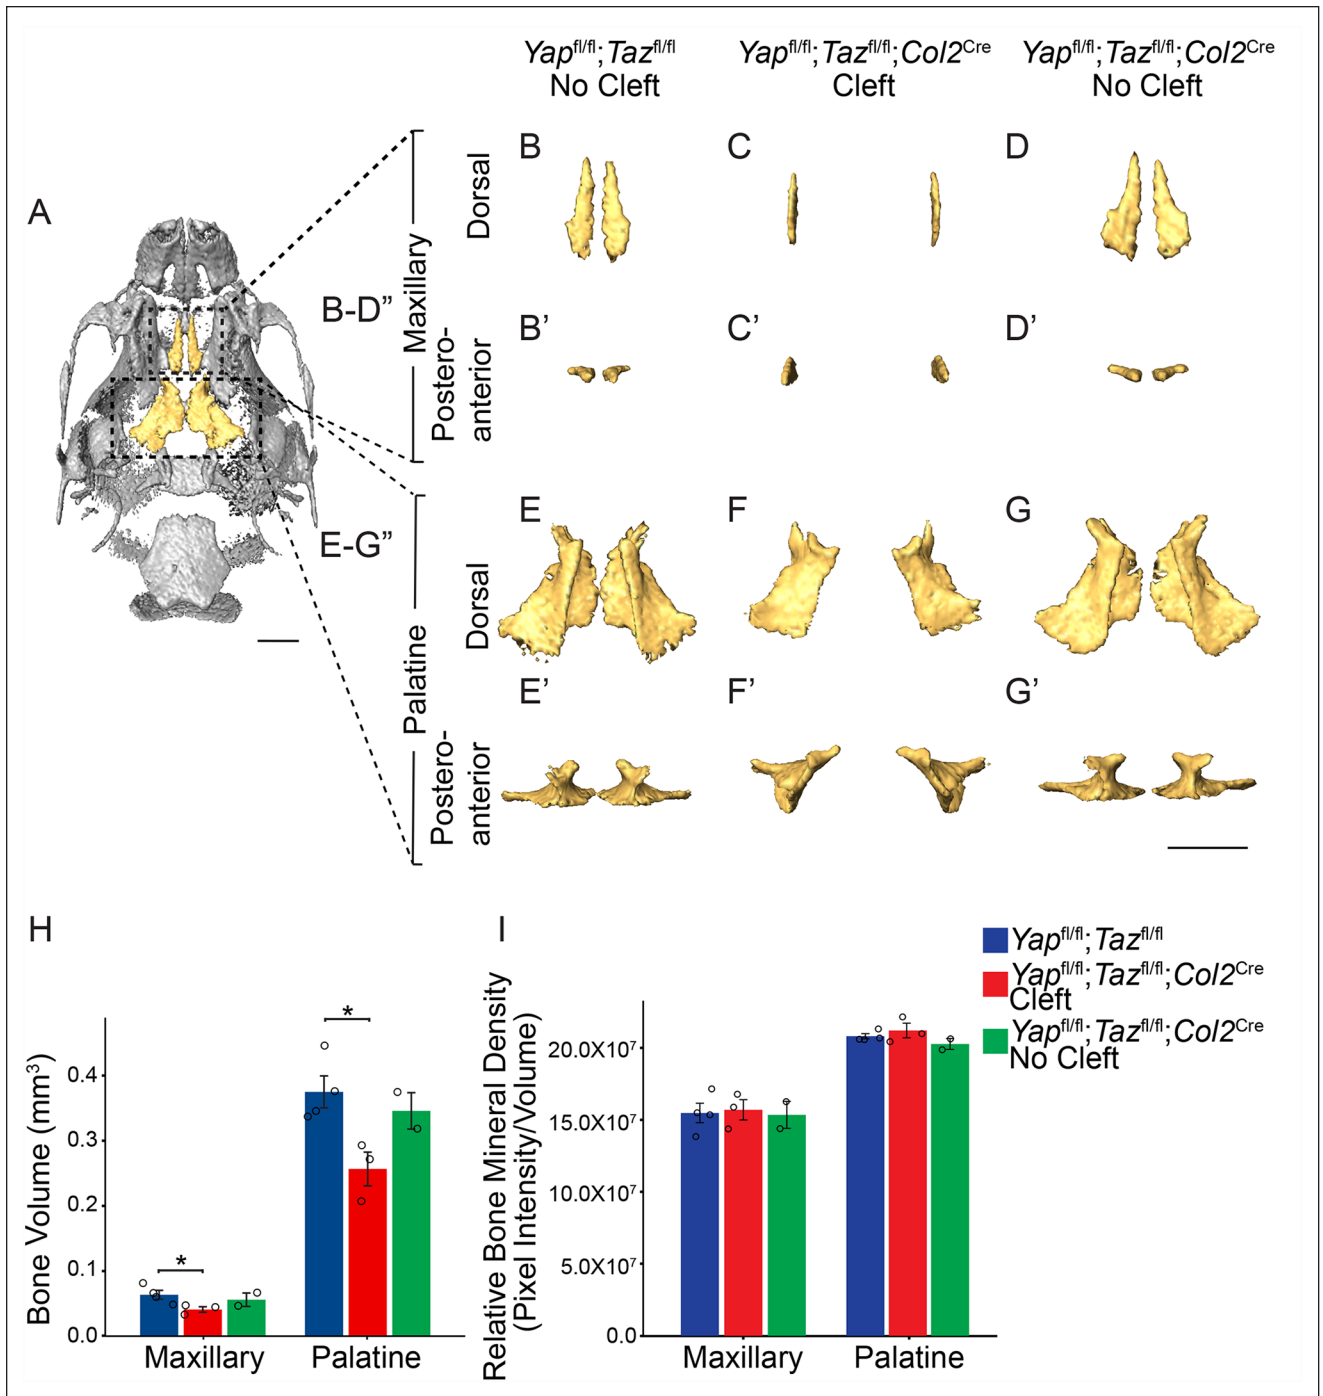 Yapfl/fl;Tazfl/fl
No Cleft
Yapfl/fl;Tazfl/fl;Col2Cre
Cleft
Yapfl/fl;Tazfl/fl;Col2Cre
No Cleft
A
B-D”
E-G”
Maxillary
Dorsal
Postero-
anterior
Palatine
Dorsal
Postero-
anterior
B
C
D
B’
C’
D’
E
F
G
E’
F’
G’
H
Bone Volume (mm3)
0.4
0.3
0.2
0.1
0.0
*
*
Maxillary
Palatine
I
Relative Bone Mineral Density
(Pixel Intensity/Volume)
20.0X107
15.0X107
10.0X107
5.0X107
0.0
Maxillary
Palatine
Yapfl/fl;Tazfl/fl
Yapfl/fl;Tazfl/fl;Col2Cre
Cleft
Yapfl/fl;Tazfl/fl;Col2Cre
No Cleft